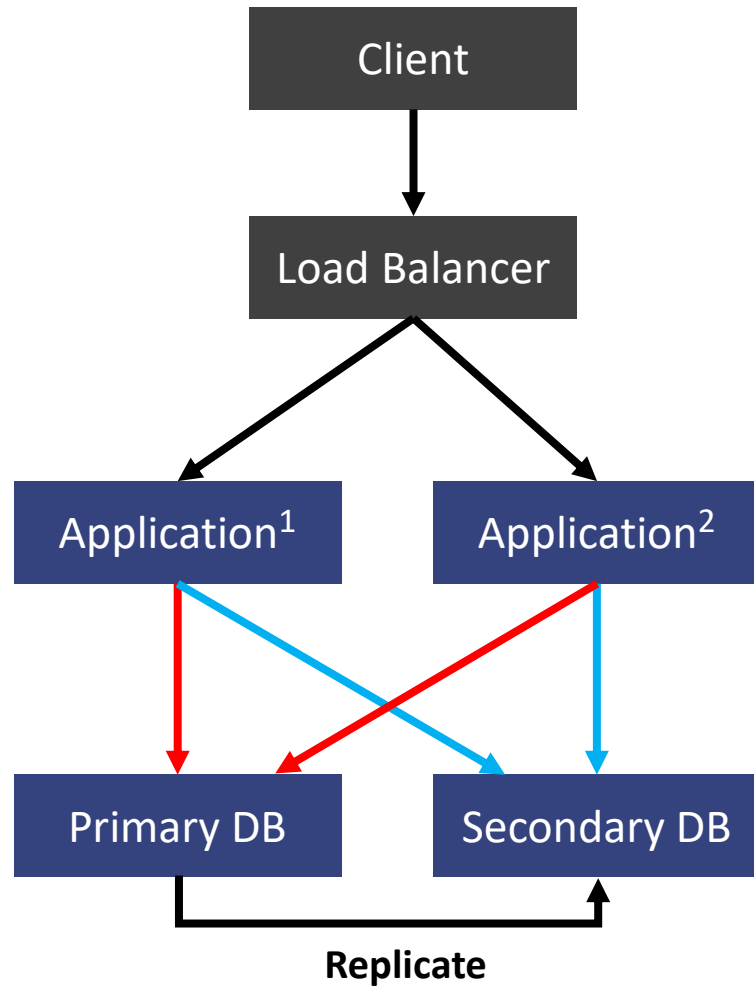 Client
Load Balancer
Application¹
Application²
Primary DB
Secondary DB
Replicate